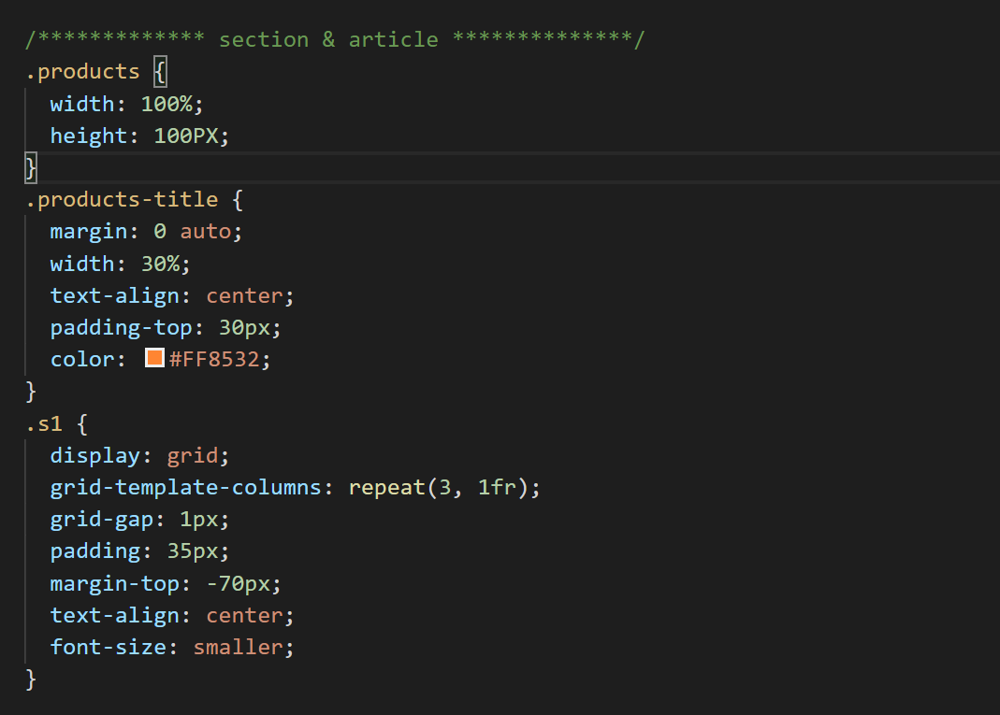 /************* section & article **************/
.products {
  width: 100%;
  height: 100PX;
}
.products-title {
  margin: 0 auto;
  width: 30%;
  text-align: center;
  padding-top: 30px;
  color: #FF8532;
}
.s1 {
  display: grid;
  grid-template-columns: repeat(3, 1fr);
  grid-gap: 1px;
  padding: 35px;
  margin-top: -70px;
  text-align: center;
  font-size: smaller;
}